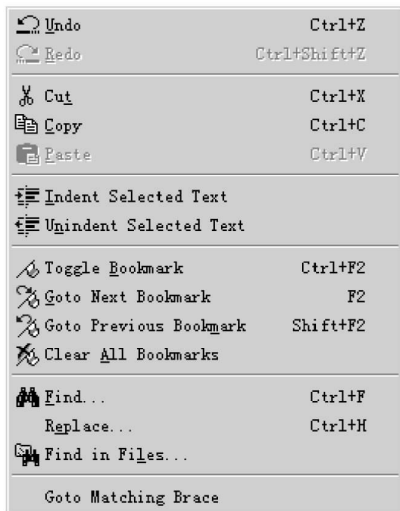 Undo Ctrl+Z
Redo Ctrl+Shift+Z
Cut Ctrl+X
Copy Ctrl+C
Paste Ctrl+V
Indent Selected Text
Unindent Selected Text
Toggle Bookmark Ctrl+F2
Goto Next Bookmark F2
Goto Previous Bookmark Shift+F2
Clear All Bookmarks
Find... Ctrl+F
Replace... Ctrl+H
Find in Files...
Goto Matching Brace